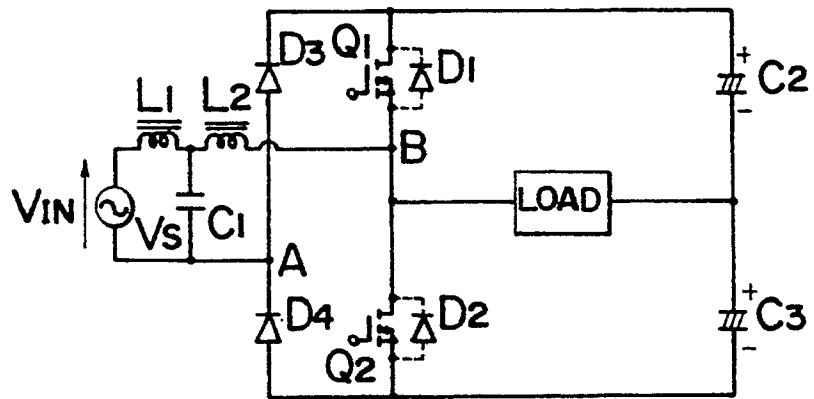 D3
Q1
D1
C2
+
-
L1
L2
B
VIN
VS
C1
LOAD
A
D4
D2
+
C3
-
Q2